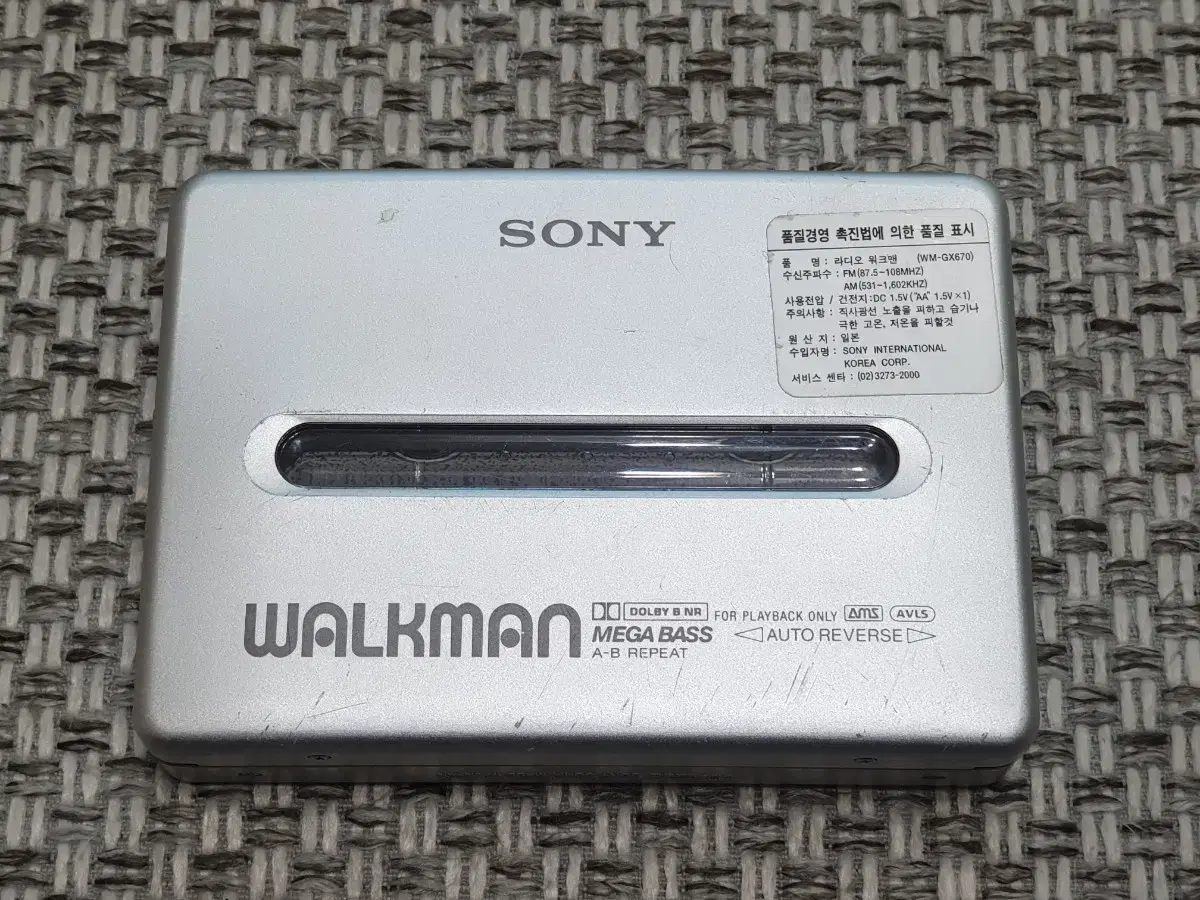 SONY
품질경영 촉진법에 의한 품질 표시
품 명 : 라디오 워크맨 (WM-GX670)
수신주파수 : FM (87.5~108MHZ)
AM (531~1,602KHZ)
사용전압 / 건전지 : DC 1.5V ("AA" 1.5V × 1)
주의사항 : 직사광선 노출을 피하고 습기나
극한 고온, 저온을 피할것
원 산 지 : 일본
수입자명 : SONY INTERNATIONAL
KOREA CORP.
서비스 센타 : (02)3273-2000
WALKMAN
DOLBY B NR FOR PLAYBACK ONLY AMS AVLS
MEGA BASS AUTO REVERSE
A-B REPEAT